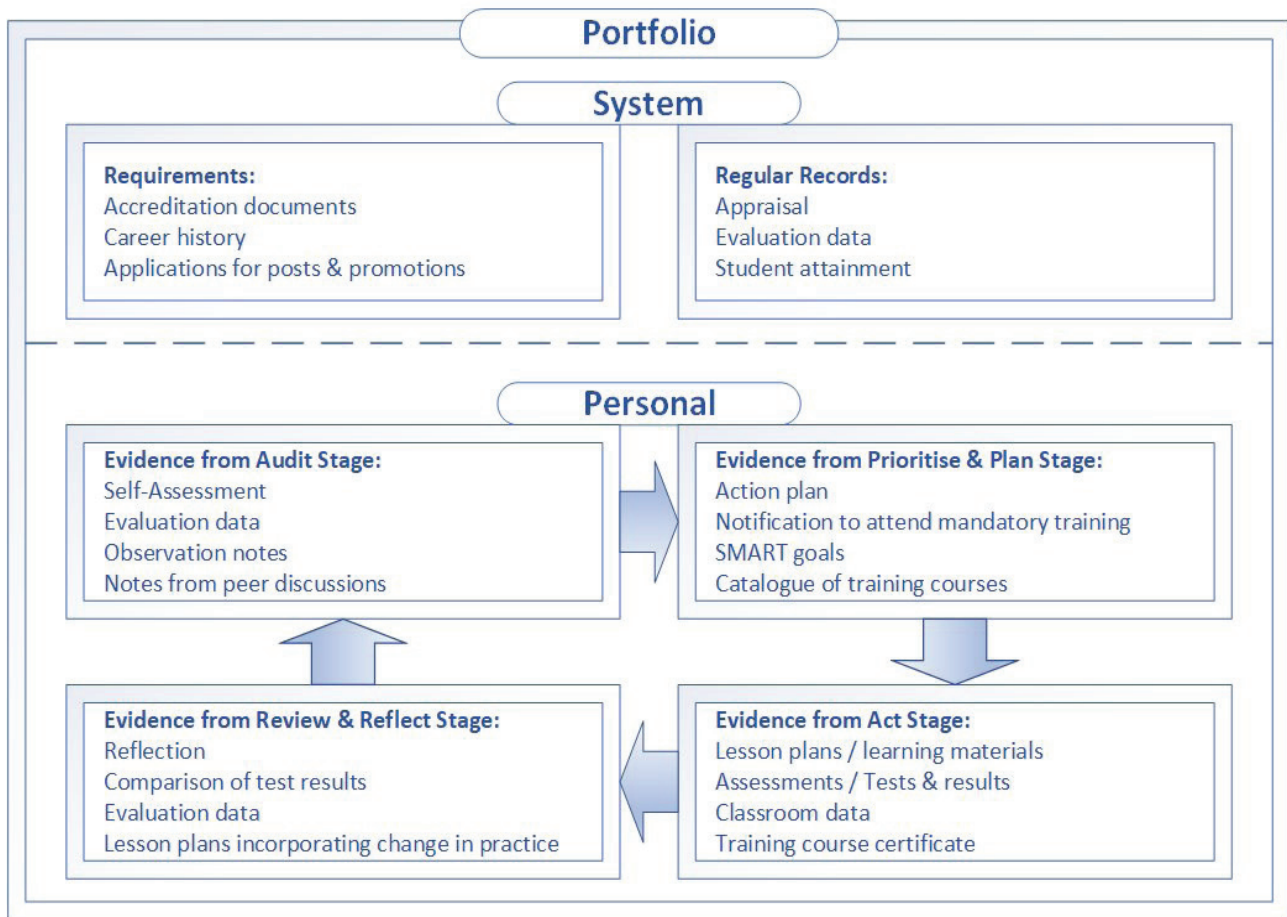 Portfolio
System
Requirements:
Accreditation documents
Career history
Applications for posts & promotions
Regular Records:
Appraisal
Evaluation data
Student attainment
Personal
Evidence from Audit Stage:
Self-Assessment
Evaluation data
Observation notes
Notes from peer discussions
Evidence from Prioritise & Plan Stage:
Action plan
Notification to attend mandatory training
SMART goals
Catalogue of training courses
Evidence from Review & Reflect Stage:
Reflection
Comparison of test results
Evaluation data
Lesson plans incorporating change in practice
Evidence from Act Stage:
Lesson plans / learning materials
Assessments / Tests & results
Classroom data
Training course certificate